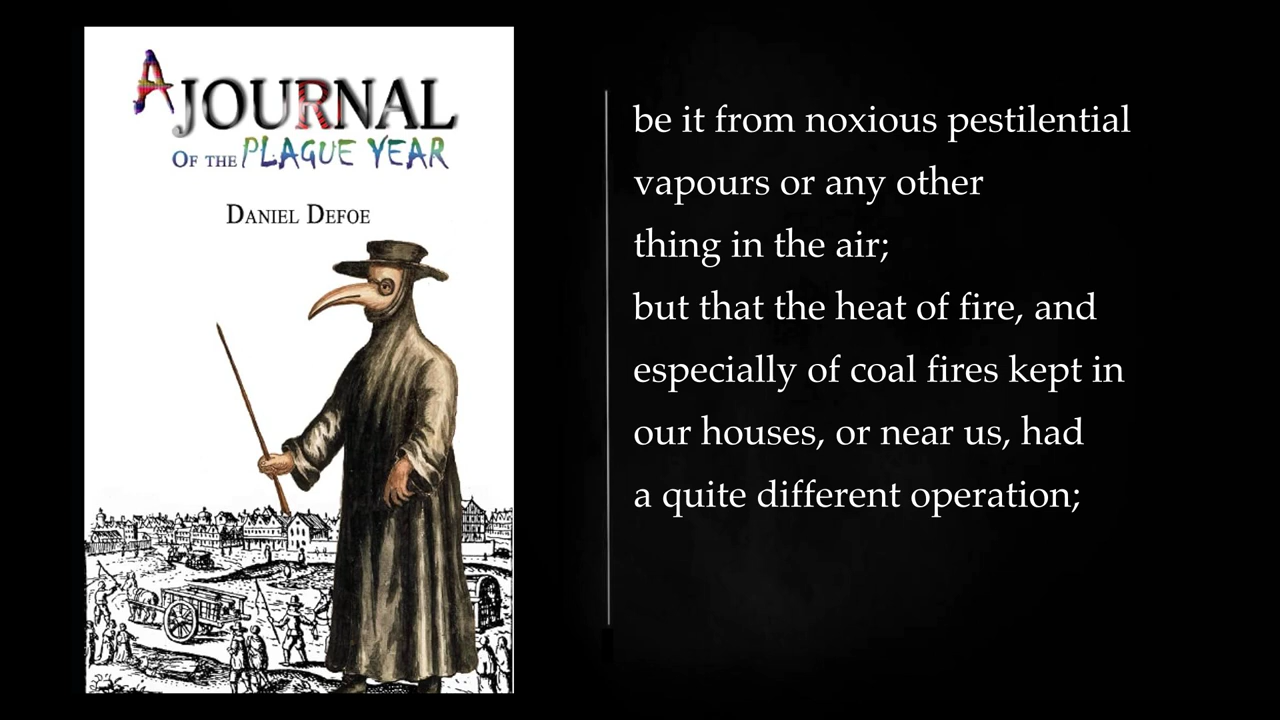 A JOURNAL
OF THE PLAGUE YEAR
DANIEL DEFOE
be it from noxious pestilential
vapours or any other
thing in the air;
but that the heat of fire, and
especially of coal fires kept in
our houses, or near us, had
a quite different operation;